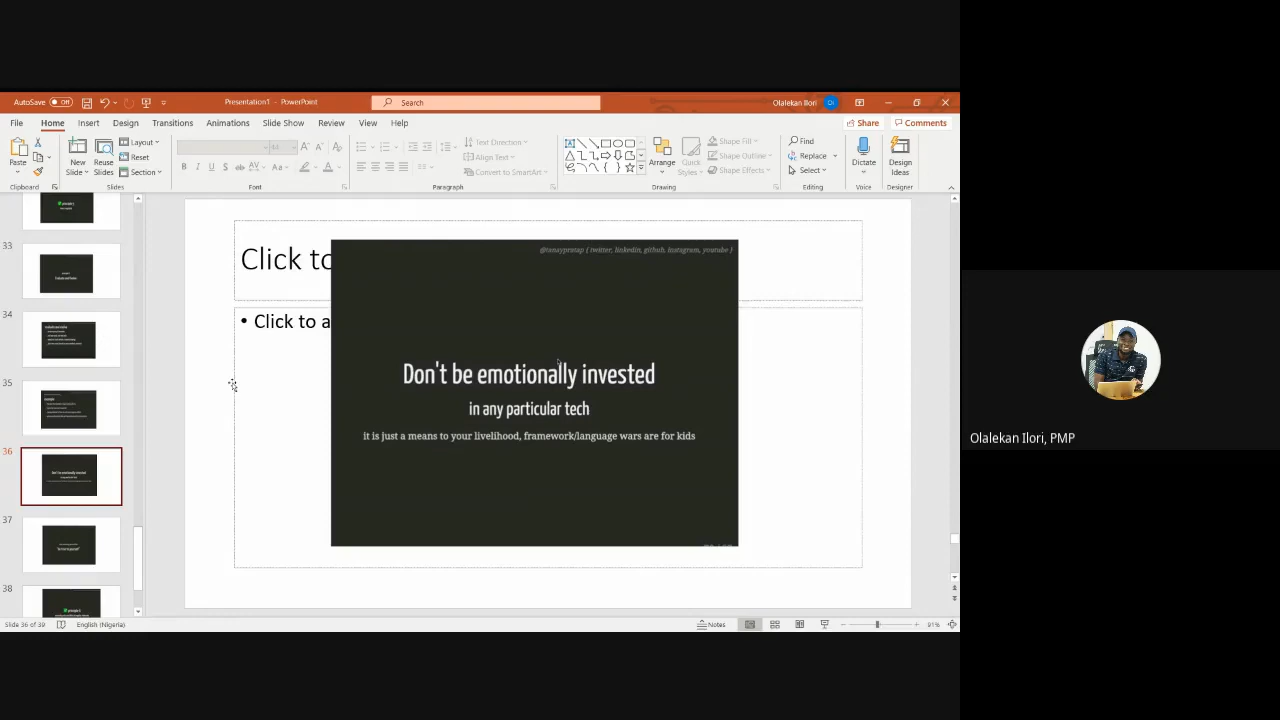 AutoSave Off
Presentation1 - PowerPoint
Search
Olalekan Ilori
OI
File Home Insert Design Transitions Animations Slide Show Review View Help
Share Comments
Paste
Clipboard
New
Slide
Reuse
Slides
Layout
Reset
Section
Slides
Font
Text Direction
Align Text
Convert to SmartArt
Paragraph
Arrange
Quick
Styles
Shape Fill
Shape Outline
Shape Effects
Drawing
Find
Replace
Select
Editing
Dictate
Voice
Design
Ideas
Designer
33
34
35
36
37
38
Click to
• Click to a
@tanaypratap { twitter, linkedin, github, instagram, youtube }
Don't be emotionally invested
in any particular tech
it is just a means to your livelihood, framework/language wars are for kids
Olalekan Ilori, PMP
Slide 36 of 39
English (Nigeria)
Notes
91%